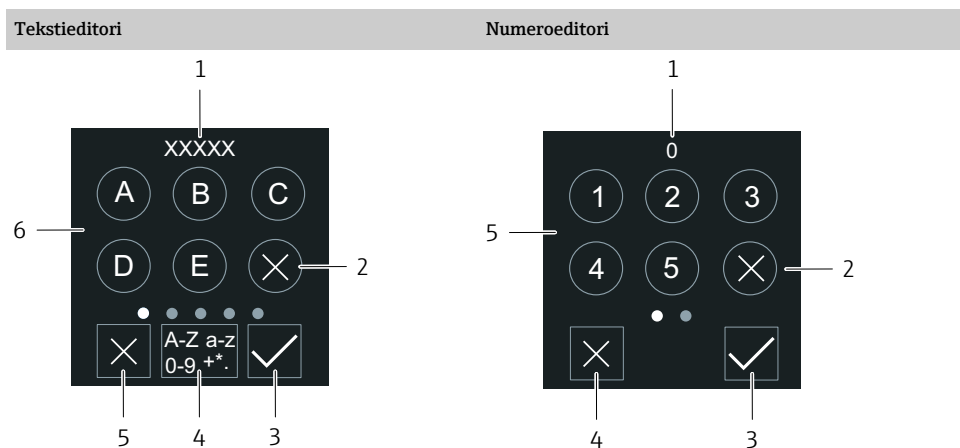 Tekstieditori Numeroeditori
1 1
XXXXX 0
A B C 1 2 3
6 5
D E 2 4 5 2
A-Z a-z
0-9 +*.
5 4 3 4 3